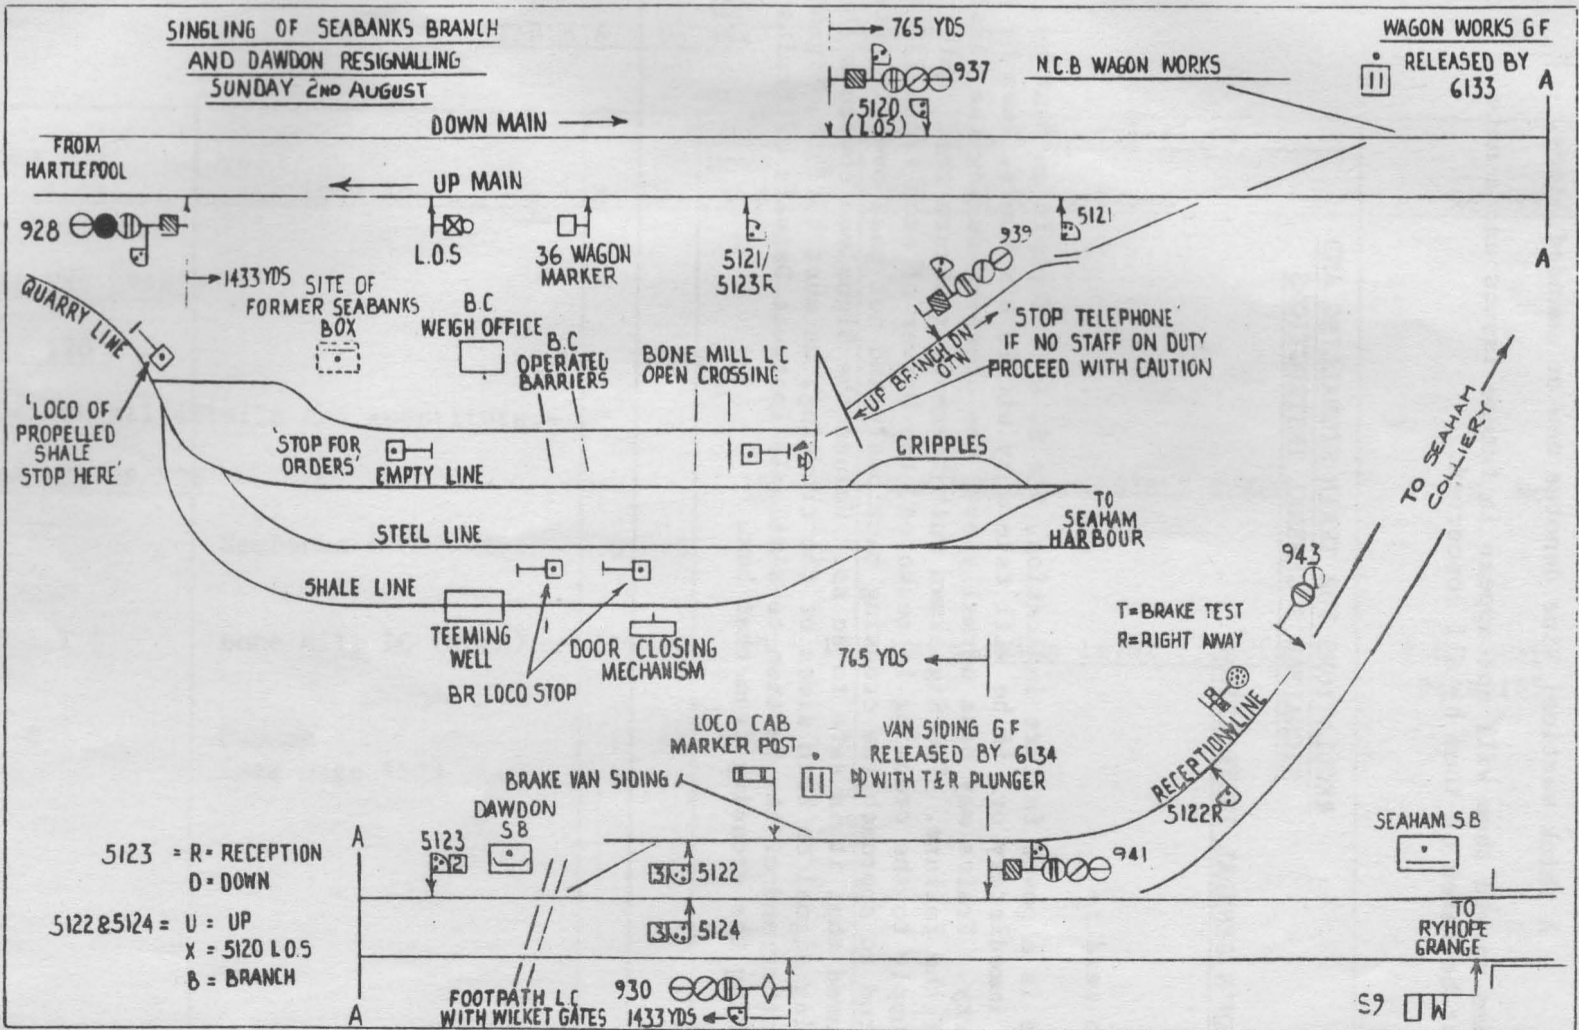 SINGLING OF SEABANKS BRANCH
AND DAWDON RESIGNALLING
SUNDAY 2ND AUGUST
765 YDS
937
5120
(LOS)
N.C.B WAGON WORKS
WAGON WORKS G F
RELEASED BY
6133
A
DOWN MAIN
FROM
HARTLEPOOL
UP MAIN
A
928
L.O.S
36 WAGON
MARKER
5121/
5123R
939
5121
1433 YDS
QUARRY LINE
SITE OF
FORMER SEABANKS
BOX
B.C
WEIGH OFFICE
B.C
OPERATED
BARRIERS
BONE MILL LC
OPEN CROSSING
UP BRANCH ON
OTW
'STOP TELEPHONE'
IF NO STAFF ON DUTY
PROCEED WITH CAUTION
'LOCO OF
PROPELLED
SHALE
STOP HERE'
'STOP FOR
ORDERS'
EMPTY LINE
CRIPPLES
TO SEAHAM
COLLIERY
STEEL LINE
TO
SEAHAM
HARBOUR
SHALE LINE
TEEMING
WELL
DOOR CLOSING
MECHANISM
BR LOCO STOP
943
T=BRAKE TEST
R=RIGHT AWAY
765 YDS
LOCO CAB
MARKER POST
VAN SIDING G F
RELEASED BY 6134
WITH T&R PLUNGER
BRAKE VAN SIDING
RECEPTION LINE
5122R
DAWDON
S B
SEAHAM S B
A
5123
2
3
5122
941
5123 = R= RECEPTION
D= DOWN
3
5124
5122 & 5124 = U = UP
X = 5120 L.O.S
B = BRANCH
TO
RYHOPE
GRANGE
A
FOOTPATH L.C
WITH WICKET GATES
930
1433 YDS
S9
W